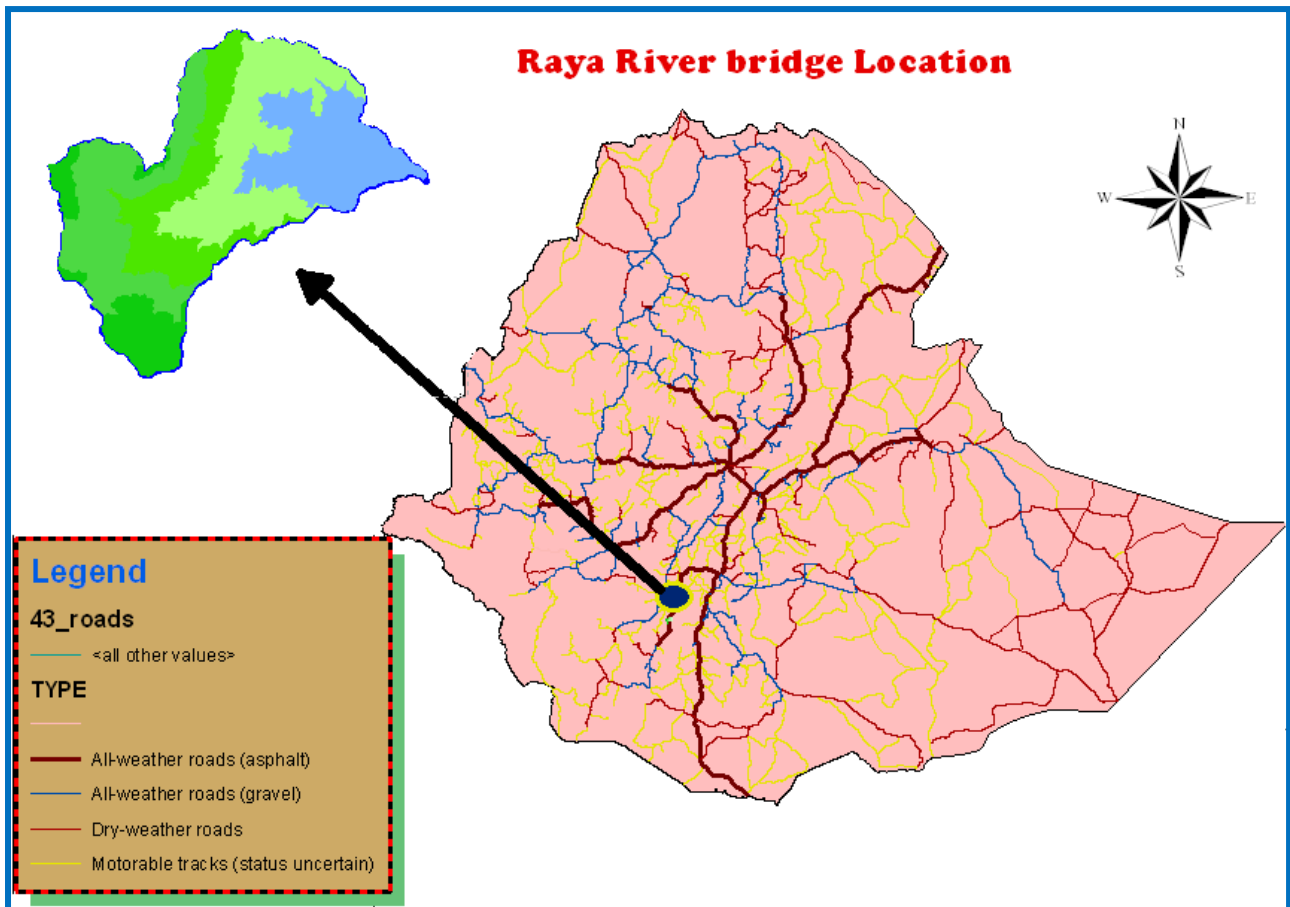 Raya River bridge Location
N
W
E
S
Legend
43_roads
<all other values>
TYPE
All-weather roads (asphalt)
All-weather roads (gravel)
Dry-weather roads
Motorable tracks (status uncertain)